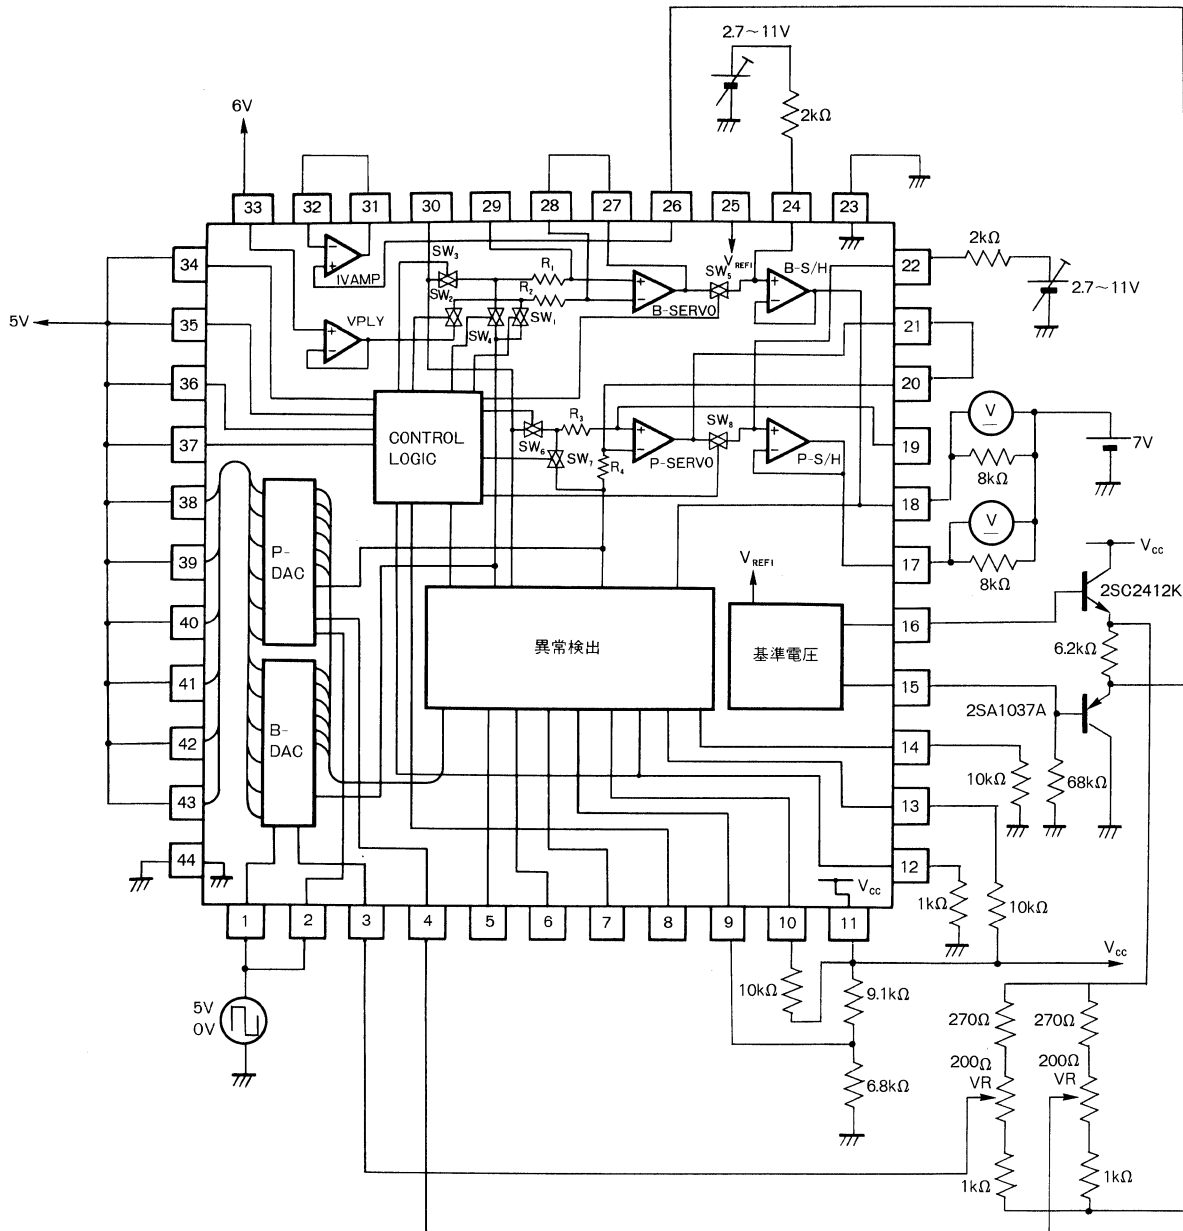 2.7～11V
6V
2kΩ
33
32
31
30
29
28
27
26
25
24
23
34
SW3
R1
VREF1
SW5
B-S/H
22
2kΩ
IVAMP
SW2
R2
2.7～11V
5V
35
VPLY
SW4
SW1
B-SERVO
21
36
20
37
CONTROL
LOGIC
R3
SW8
SW6
SW7
R4
P-SERVO
P-S/H
19
V
7V
8kΩ
38
18
V
39
P-
DAC
17
8kΩ
VCC
VREF1
2SC2412K
40
16
異常検出
基準電圧
6.2kΩ
41
15
2SA1037A
42
B-
DAC
14
10kΩ
68kΩ
43
13
44
VCC
12
1kΩ
10kΩ
1
2
3
4
5
6
7
8
9
10
11
VCC
10kΩ
9.1kΩ
5V
0V
270Ω
270Ω
200Ω
VR
200Ω
VR
6.8kΩ
1kΩ
1kΩ